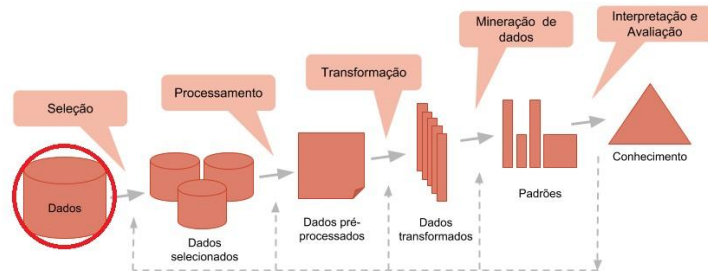 Seleção
Processamento
Transformação
Mineração de
dados
Interpretação e
Avaliação
Dados
Dados
selecionados
Dados pré-
processados
Dados
transformados
Padrões
Conhecimento